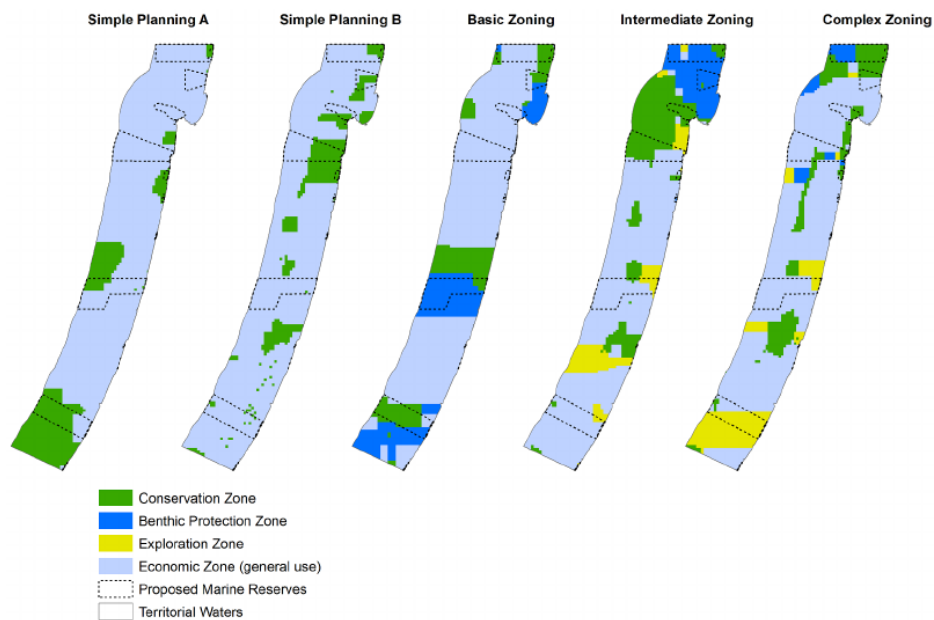 Simple Planning A
Simple Planning B
Basic Zoning
Intermediate Zoning
Complex Zoning
Conservation Zone
Benthic Protection Zone
Exploration Zone
Economic Zone (general use)
Proposed Marine Reserves
Territorial Waters